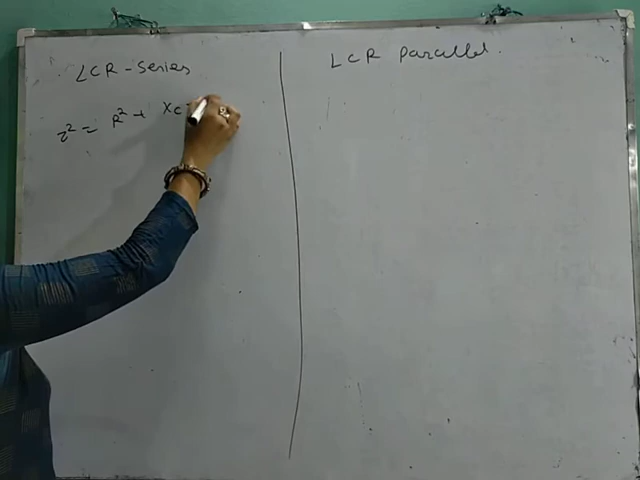 LCR - Series
z² = R² + Xc
LCR Parallel.